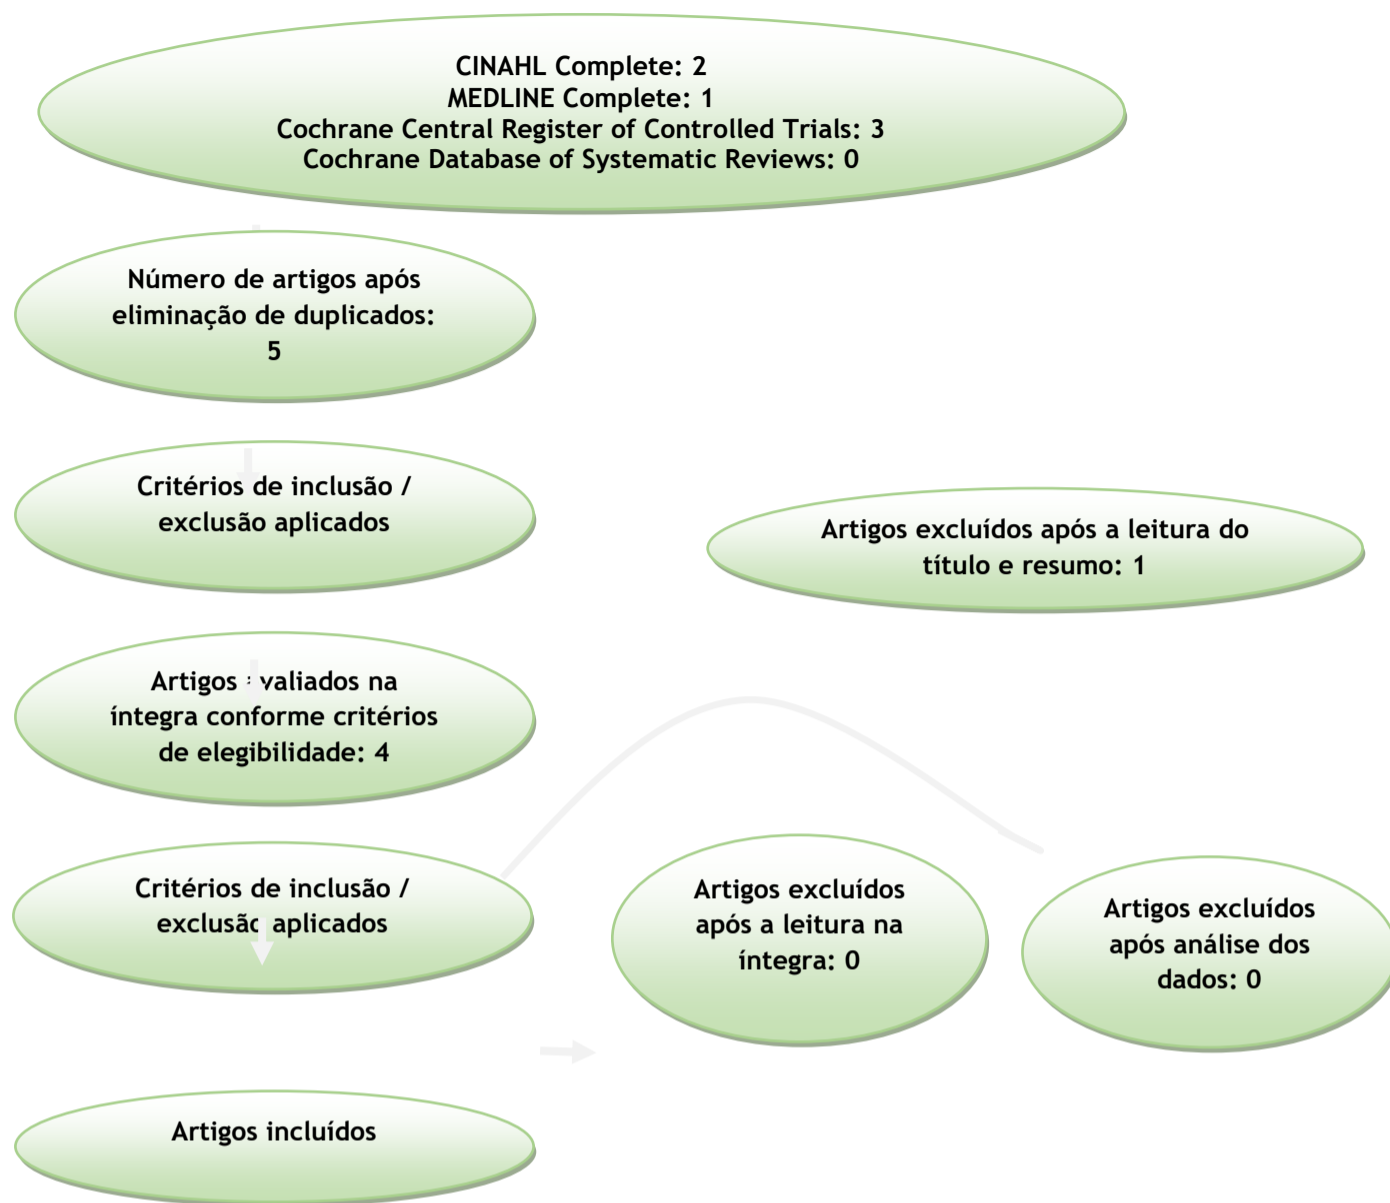 CINAHL Complete: 2
MEDLINE Complete: 1
Cochrane Central Register of Controlled Trials: 3
Cochrane Database of Systematic Reviews: 0
Número de artigos após
eliminação de duplicados:
5
Critérios de inclusão /
exclusão aplicados
Artigos excluídos após a leitura do
título e resumo: 1
Artigos avaliados na
íntegra conforme critérios
de elegibilidade: 4
Critérios de inclusão /
exclusão aplicados
Artigos excluídos
após a leitura na
íntegra: 0
Artigos excluídos
após análise dos
dados: 0
Artigos incluídos